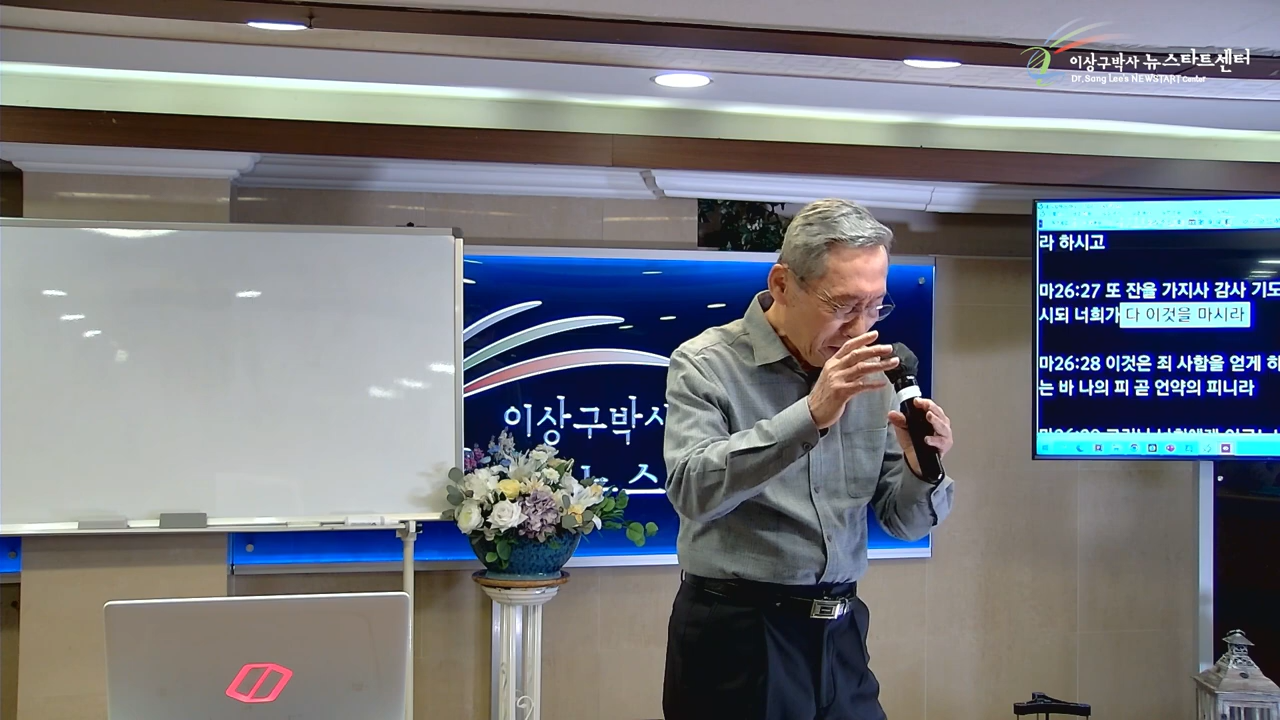 이상구박사 뉴스타트센터
Dr. Sang Lee's NEWSTART Center
라 하시고
마26:27 또 잔을 가지사 감사 기도
시되 너희가 다 이것을 마시라
마26:28 이것은 죄 사함을 얻게 하
는 바 나의 피 곧 언약의 피니라
이상구박사
스